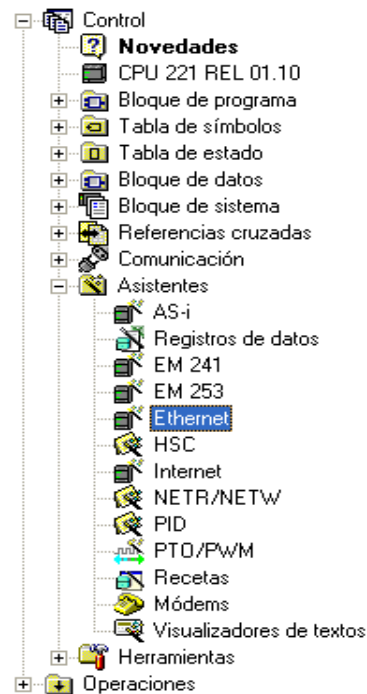 Control
Novedades
CPU 221 REL 01.10
Bloque de programa
Tabla de símbolos
Tabla de estado
Bloque de datos
Bloque de sistema
Referencias cruzadas
Comunicación
Asistentes
AS-i
Registros de datos
EM 241
EM 253
Ethernet
HSC
Internet
NETR/NETW
PID
PTO/PWM
Recetas
Módems
Visualizadores de textos
Herramientas
Operaciones